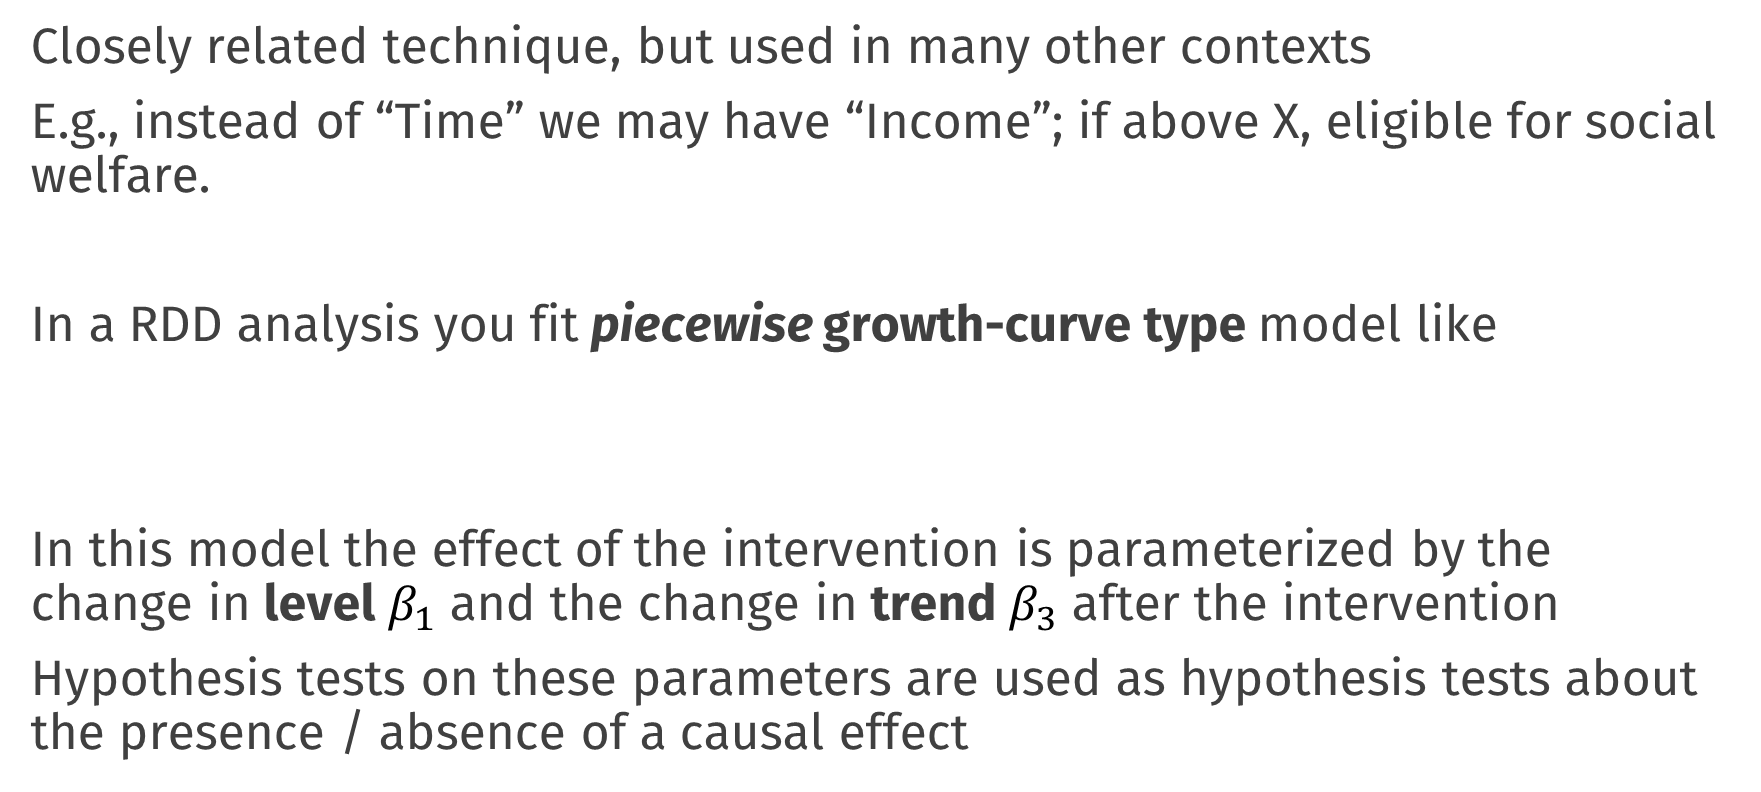 Closely related technique, but used in many other contexts
E.g., instead of “Time” we may have “Income”; if above X, eligible for social
welfare.
In a RDD analysis you fit piecewise growth-curve type model like
In this model the effect of the intervention is parameterized by the
change in level β₁ and the change in trend β₃ after the intervention
Hypothesis tests on these parameters are used as hypothesis tests about
the presence / absence of a causal effect